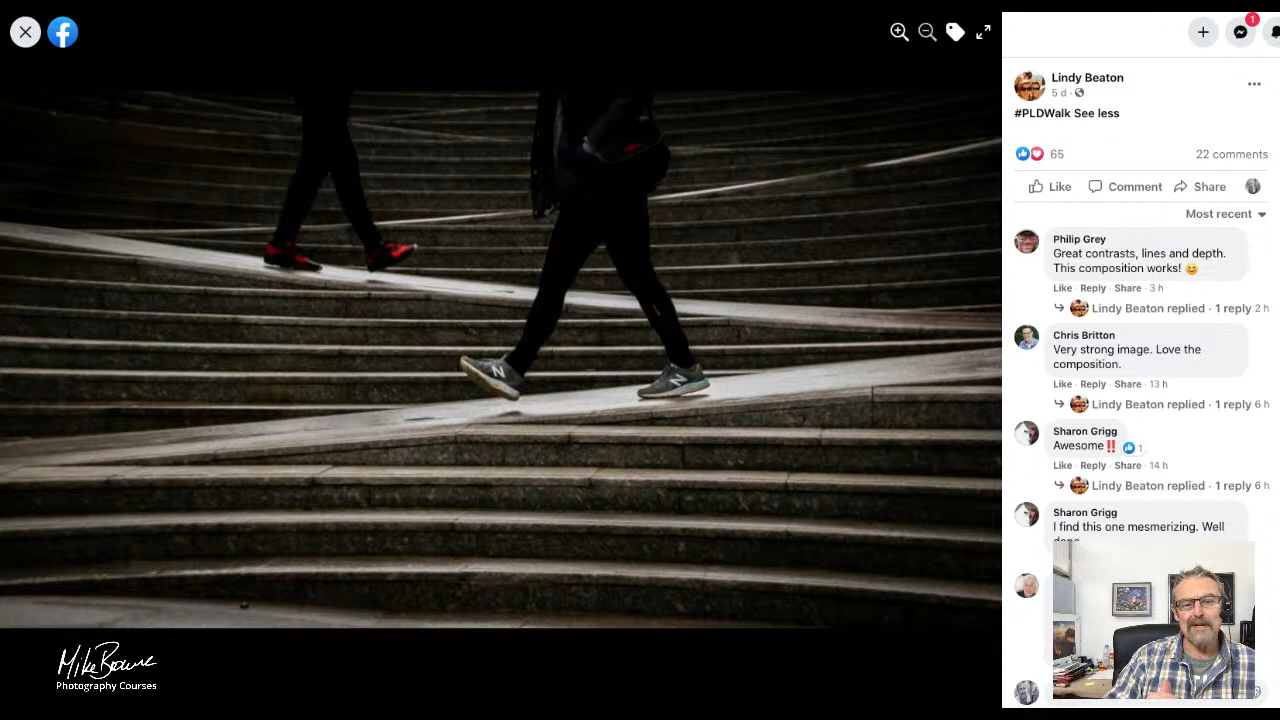 1
Lindy Beaton
5 d ·
#PLDWalk See less
65
22 comments
Like
Comment
Share
Most recent
Philip Grey
Great contrasts, lines and depth.
This composition works! 😊
Like · Reply · Share · 3 h
Lindy Beaton replied · 1 reply 2 h
Chris Britton
Very strong image. Love the
composition.
Like · Reply · Share · 13 h
Lindy Beaton replied · 1 reply 6 h
Sharon Grigg
Awesome‼️
1
Like · Reply · Share · 14 h
Lindy Beaton replied · 1 reply 6 h
Sharon Grigg
I find this one mesmerizing. Well
N
N
Mike Browne
Photography Courses